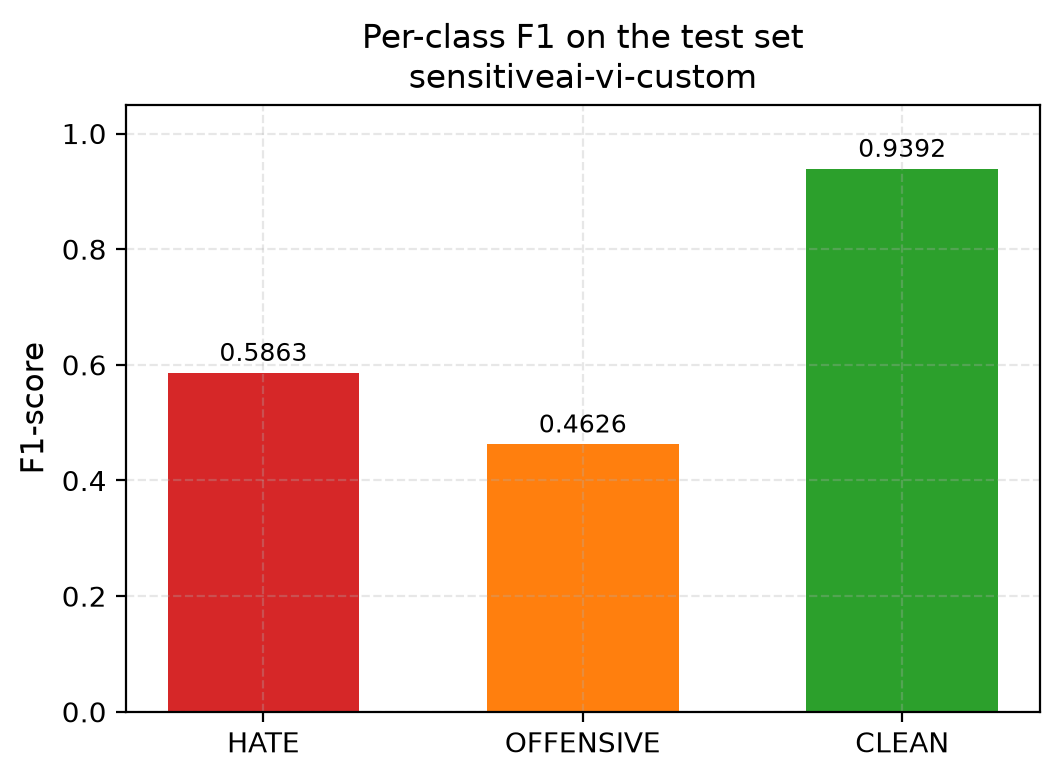 Per-class F1 on the test set
sensitiveai-vi-custom
F1-score
1.0
0.8
0.6
0.4
0.2
0.0
0.5863
0.4626
0.9392
HATE
OFFENSIVE
CLEAN